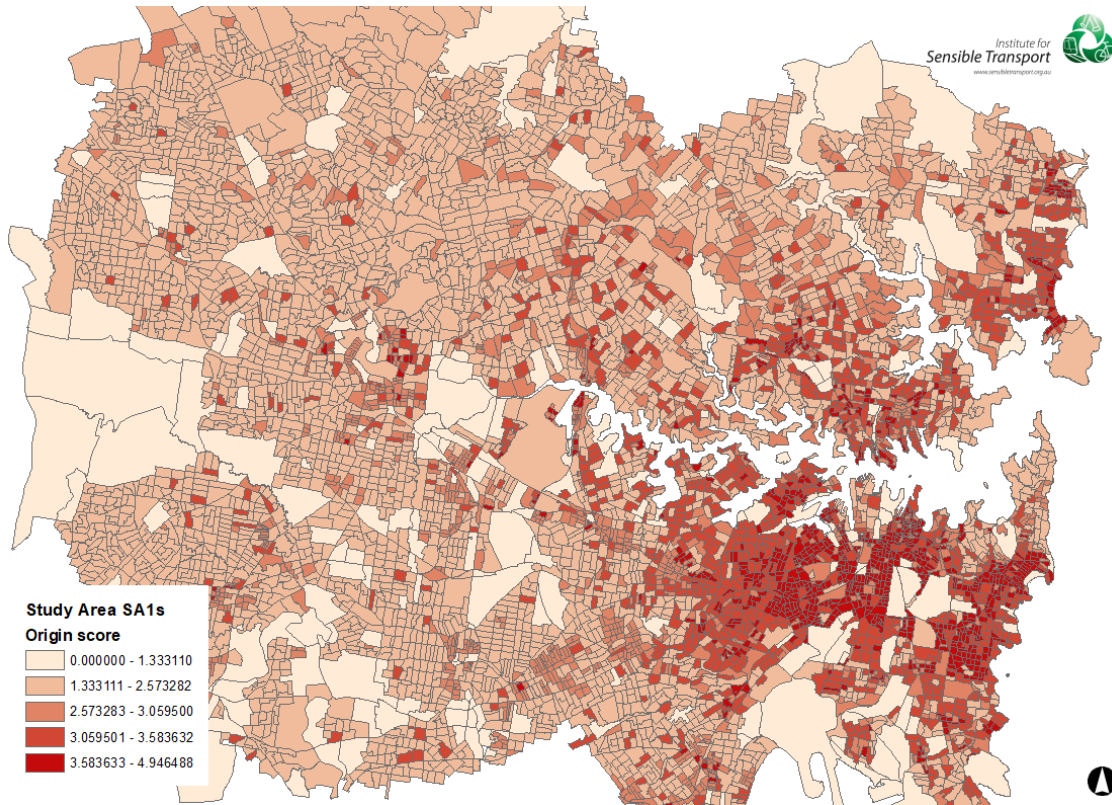 Institute for
Sensible Transport
www.sensibletransport.org.au
Study Area SA1s
Origin score
0.000000 - 1.333110
1.333111 - 2.573282
2.573283 - 3.059500
3.059501 - 3.583632
3.583633 - 4.946488